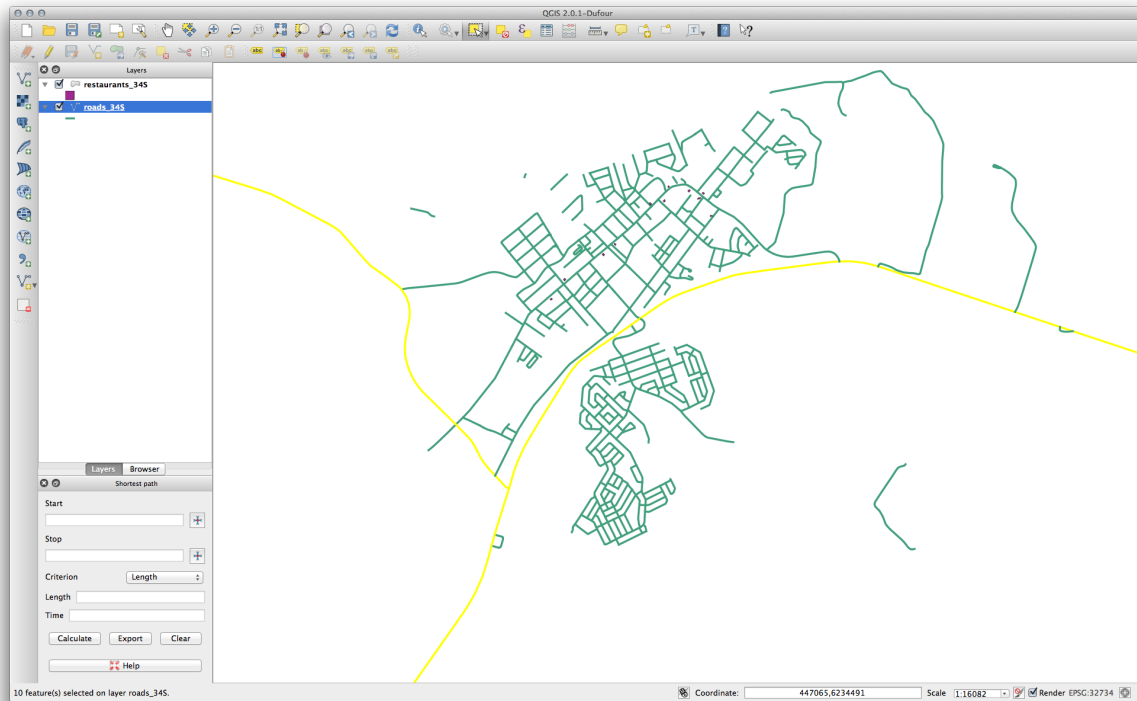 QGIS 2.0.1-Dufour
Layers
restaurants_34S
roads_34S
Layers Browser
Shortest path
Start
Stop
Criterion Length
Length
Time
Calculate Export Clear
Help
10 feature(s) selected on layer roads_34S.
Coordinate: 447065,6234491 Scale 1:16082 Render EPSG:32734